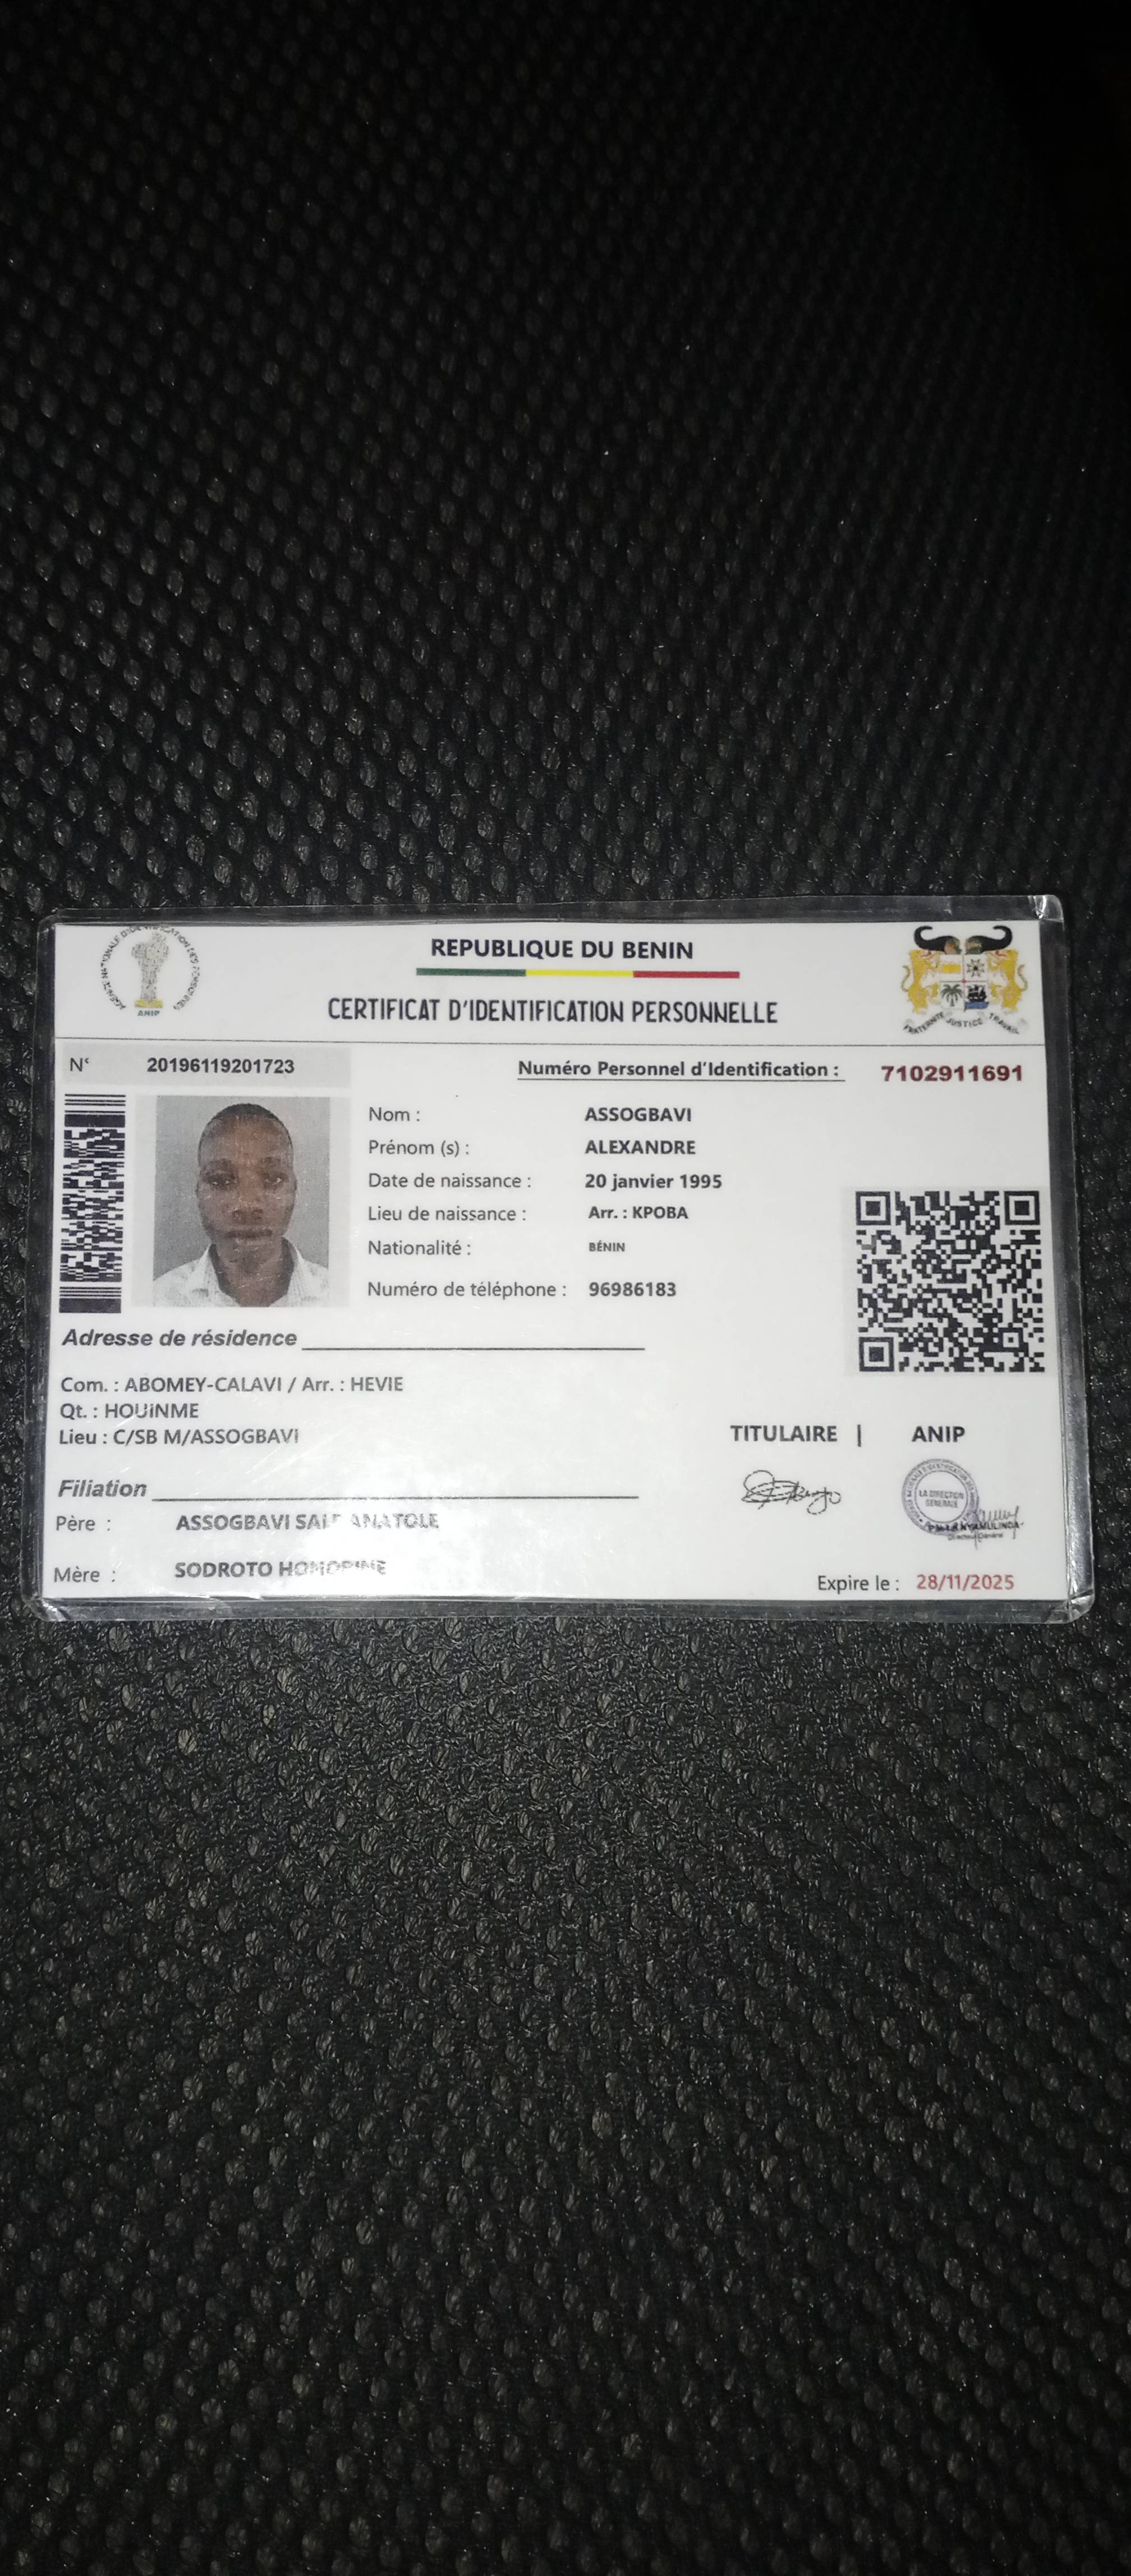 AGENCE NATIONALE D'IDENTIFICATION DES PERSONNES
ANIP
REPUBLIQUE DU BENIN
CERTIFICAT D'IDENTIFICATION PERSONNELLE
FRATERNITE JUSTICE TRAVAIL
N° 20196119201723
Numéro Personnel d'Identification : 7102911691
Nom : ASSOGBAVI
Prénom (s) : ALEXANDRE
Date de naissance : 20 janvier 1995
Lieu de naissance : Arr. : KPOBA
Nationalité : BÉNIN
Numéro de téléphone : 96986183
Adresse de résidence
Com. : ABOMEY-CALAVI / Arr. : HEVIE
Qt. : HOUiNME
Lieu : C/SB M/ASSOGBAVI
TITULAIRE | ANIP
Filiation
LA DIRECTION
GENERALE
Directeur Général
Père : ASSOGBAVI ANATOLE
Mère : SODROTO
Expire le : 28/11/2025